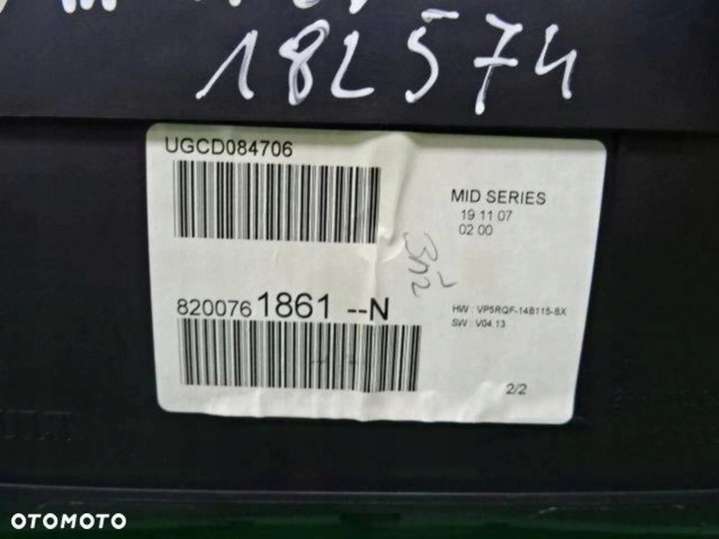 182574
UGCD084706
MID SERIES
19 11 07
02 00
8200761861 --N
HW : VP5RQF-14B115-BX
SW : V04.13
2/2
OTOMOTO